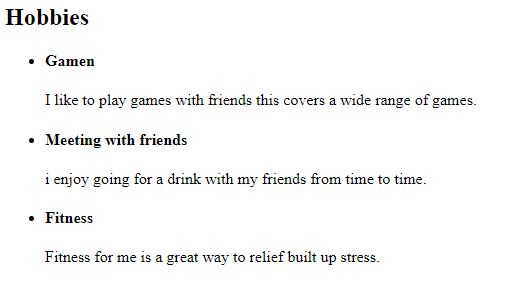 Hobbies
Gamen
I like to play games with friends this covers a wide range of games.
Meeting with friends
i enjoy going for a drink with my friends from time to time.
Fitness
Fitness for me is a great way to relief built up stress.